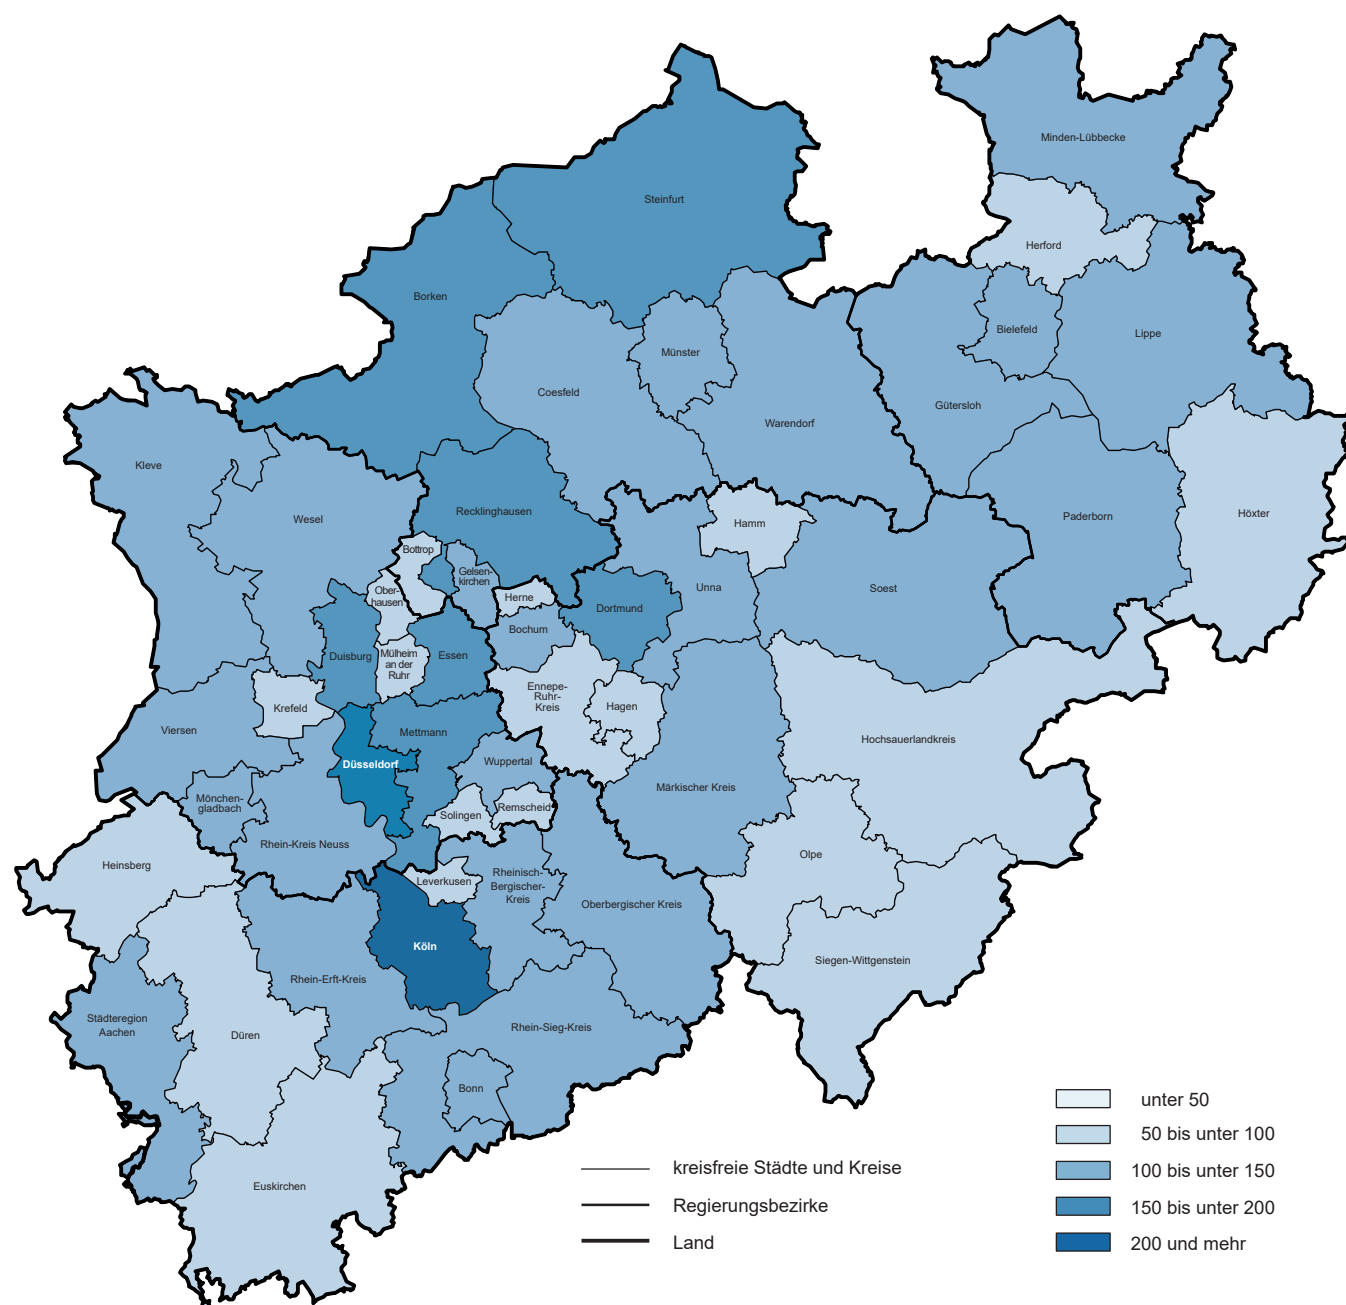 Minden-Lübbecke
Steinfurt
Herford
Borken
Bielefeld
Lippe
Münster
Coesfeld
Gütersloh
Warendorf
Kleve
Wesel
Recklinghausen
Hamm
Paderborn
Höxter
Bottrop
Gelsen-
kirchen
Unna
Soest
Ober-
hausen
Herne
Dortmund
Bochum
Duisburg
Mülheim
an der
Ruhr
Essen
Ennepe-
Ruhr-
Kreis
Hagen
Krefeld
Viersen
Mettmann
Hochsauerlandkreis
Düsseldorf
Wuppertal
Märkischer Kreis
Mönchen-
gladbach
Solingen
Remscheid
Rhein-Kreis Neuss
Heinsberg
Olpe
Leverkusen
Rheinisch-
Bergischer-
Kreis
Oberbergischer Kreis
Köln
Siegen-Wittgenstein
Rhein-Erft-Kreis
Städteregion
Aachen
Düren
Rhein-Sieg-Kreis
Bonn
Euskirchen
kreisfreie Städte und Kreise
Regierungsbezirke
Land
unter 50
50 bis unter 100
100 bis unter 150
150 bis unter 200
200 und mehr